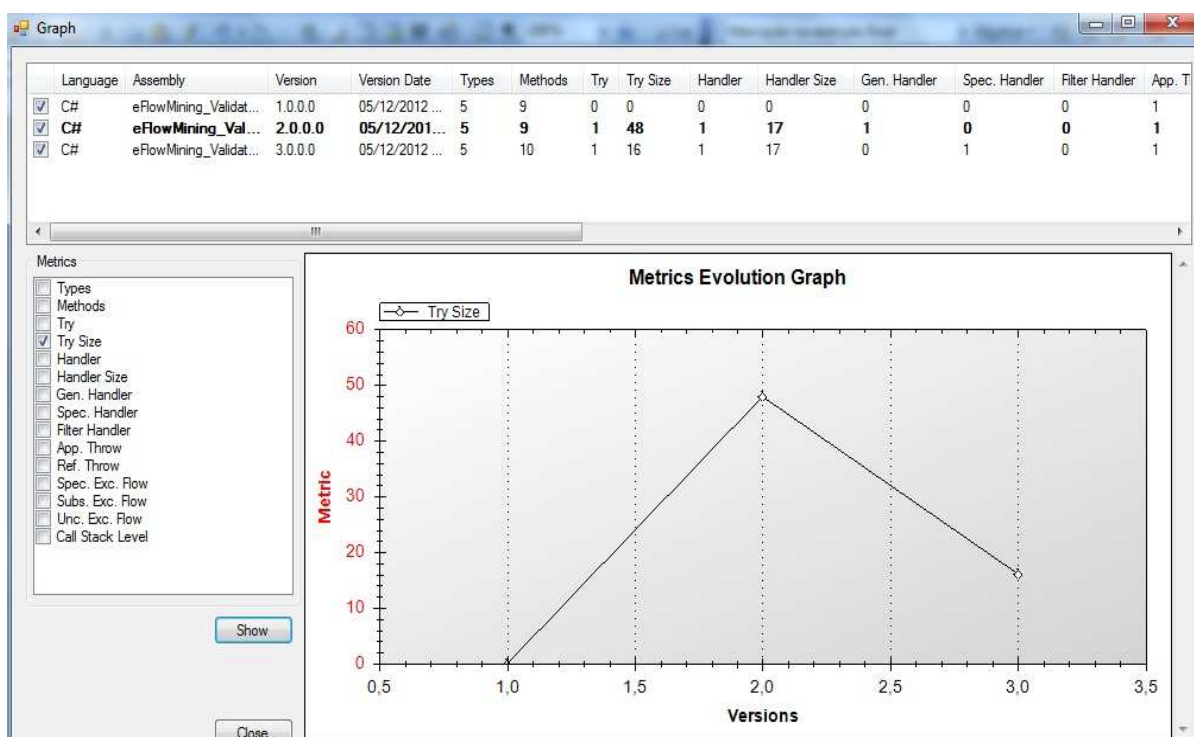 Graph
Language Assembly Version Version Date Types Methods Try Try Size Handler Handler Size Gen. Handler Spec. Handler Filter Handler App. T
C# eFlowMining_Validat... 1.0.0.0 05/12/2012 ... 5 9 0 0 0 0 0 0 0 1
C# eFlowMining_Val... 2.0.0.0 05/12/201... 5 9 1 48 1 17 1 0 0 1
C# eFlowMining_Validat... 3.0.0.0 05/12/2012 ... 5 10 1 16 1 17 0 1 0 1
Metrics
Types
Methods
Try
Try Size
Handler
Handler Size
Gen. Handler
Spec. Handler
Filter Handler
App. Throw
Ref. Throw
Spec. Exc. Flow
Subs. Exc. Flow
Unc. Exc. Flow
Call Stack Level
Show
Close
Metrics Evolution Graph
Try Size
60
50
40
30
20
10
0
Metric
0,5 1,0 1,5 2,0 2,5 3,0 3,5
Versions